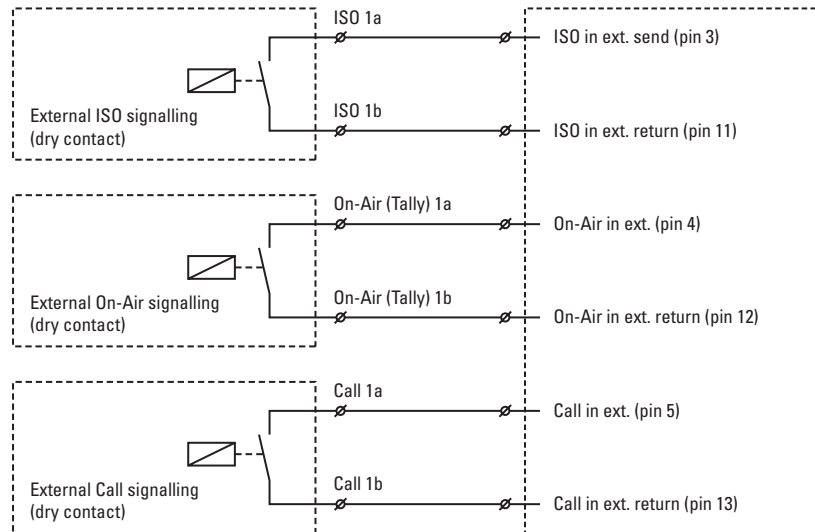 ISO 1a
ISO in ext. send (pin 3)
External ISO signalling
(dry contact)
ISO 1b
ISO in ext. return (pin 11)
On-Air (Tally) 1a
On-Air in ext. (pin 4)
External On-Air signalling
(dry contact)
On-Air (Tally) 1b
On-Air in ext. return (pin 12)
Call 1a
Call in ext. (pin 5)
External Call signalling
(dry contact)
Call 1b
Call in ext. return (pin 13)